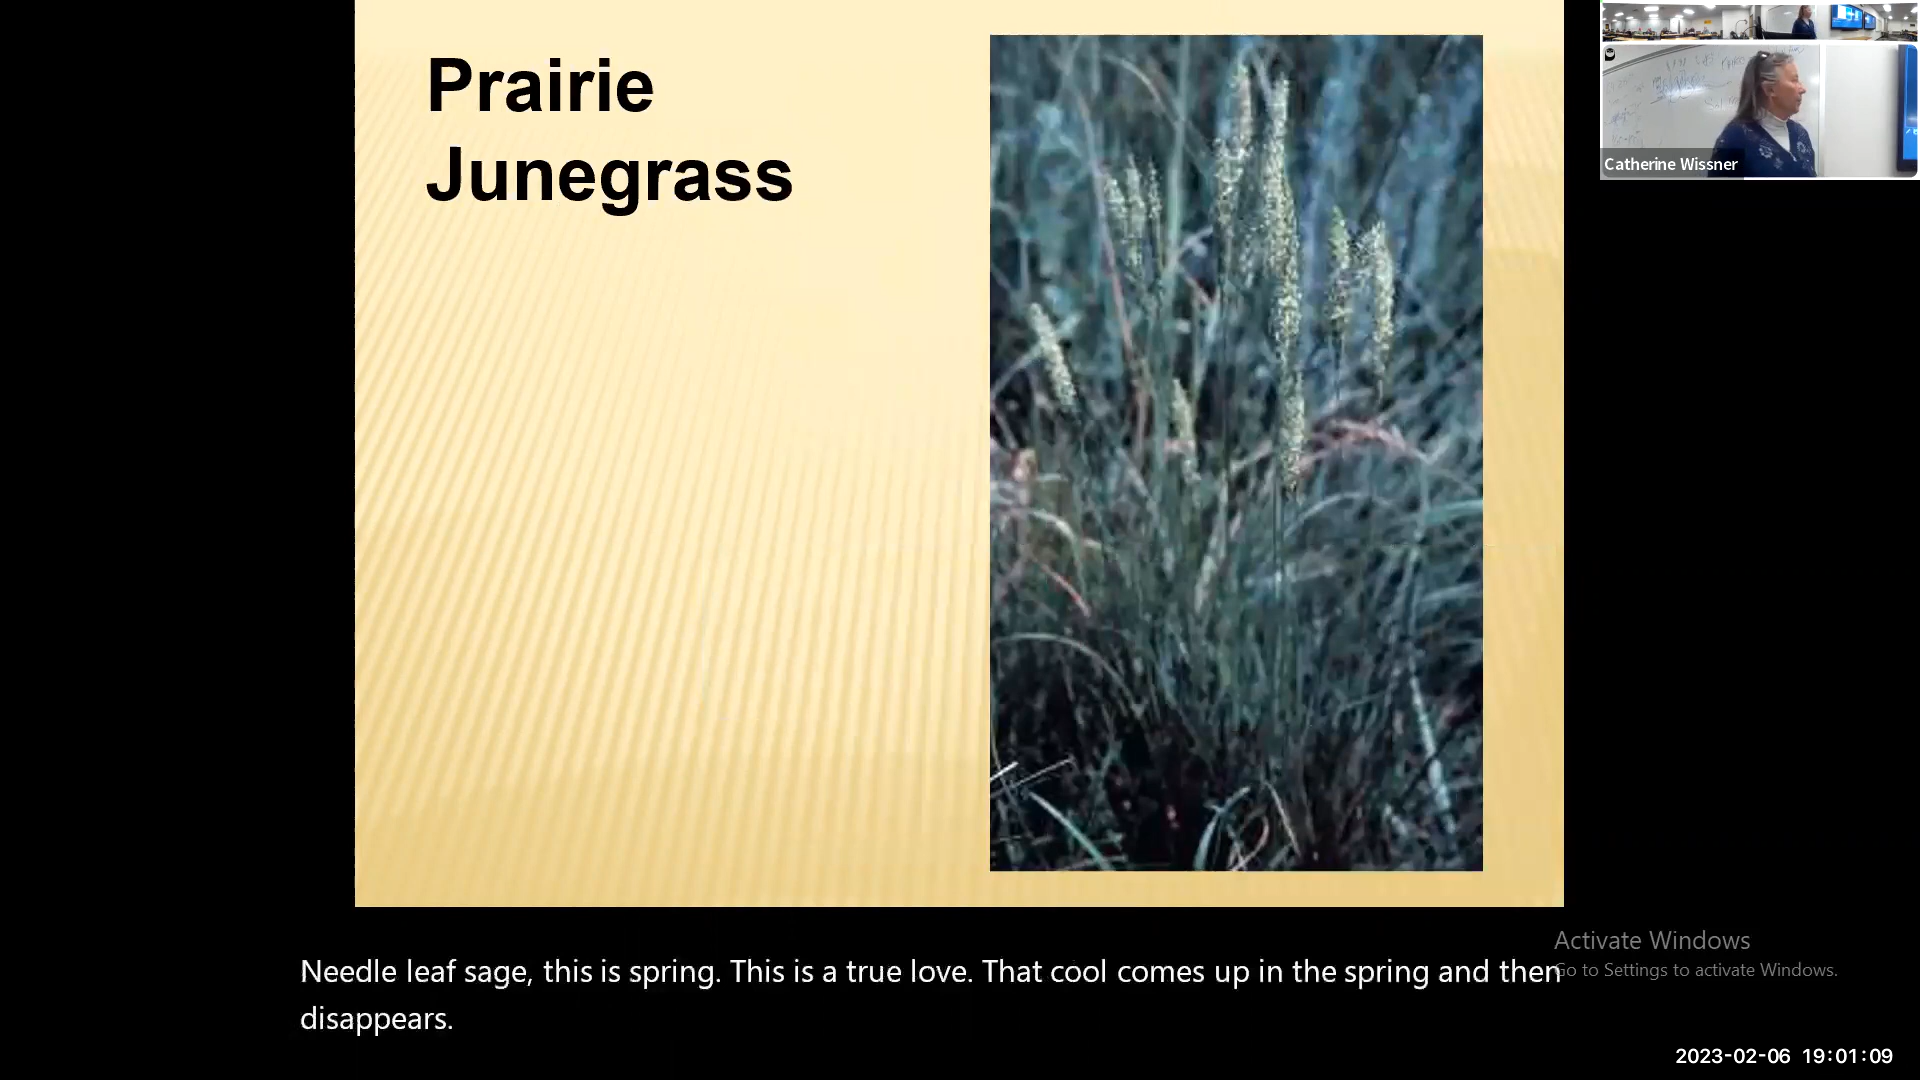 Prairie
Junegrass
Catherine Wissner
Needle leaf sage, this is spring. This is a true love. That cool comes up in the spring and then
disappears.
Activate Windows
Go to Settings to activate Windows.
2023-02-06 19:01:09